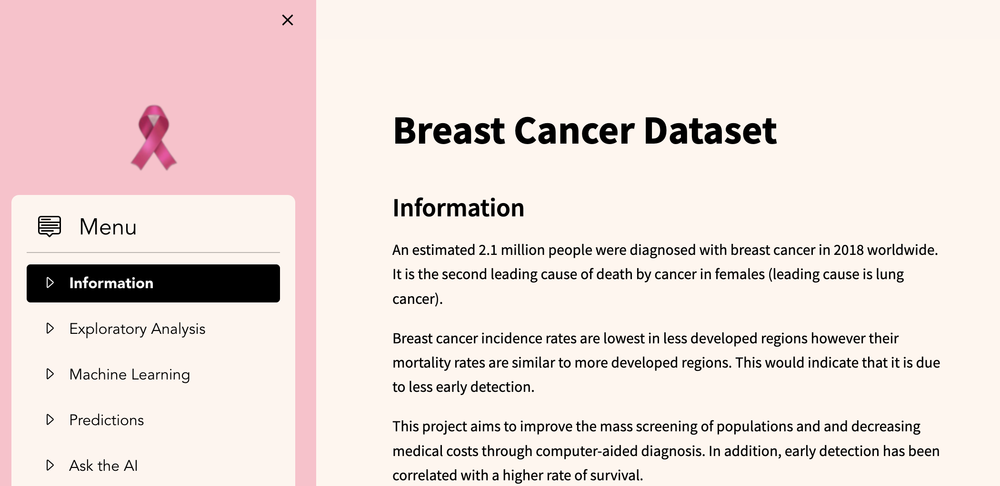 Menu
Information
Exploratory Analysis
Machine Learning
Predictions
Ask the AI
Breast Cancer Dataset
Information
An estimated 2.1 million people were diagnosed with breast cancer in 2018 worldwide.
It is the second leading cause of death by cancer in females (leading cause is lung
cancer).
Breast cancer incidence rates are lowest in less developed regions however their
mortality rates are similar to more developed regions. This would indicate that it is due
to less early detection.
This project aims to improve the mass screening of populations and and decreasing
medical costs through computer-aided diagnosis. In addition, early detection has been
correlated with a higher rate of survival.